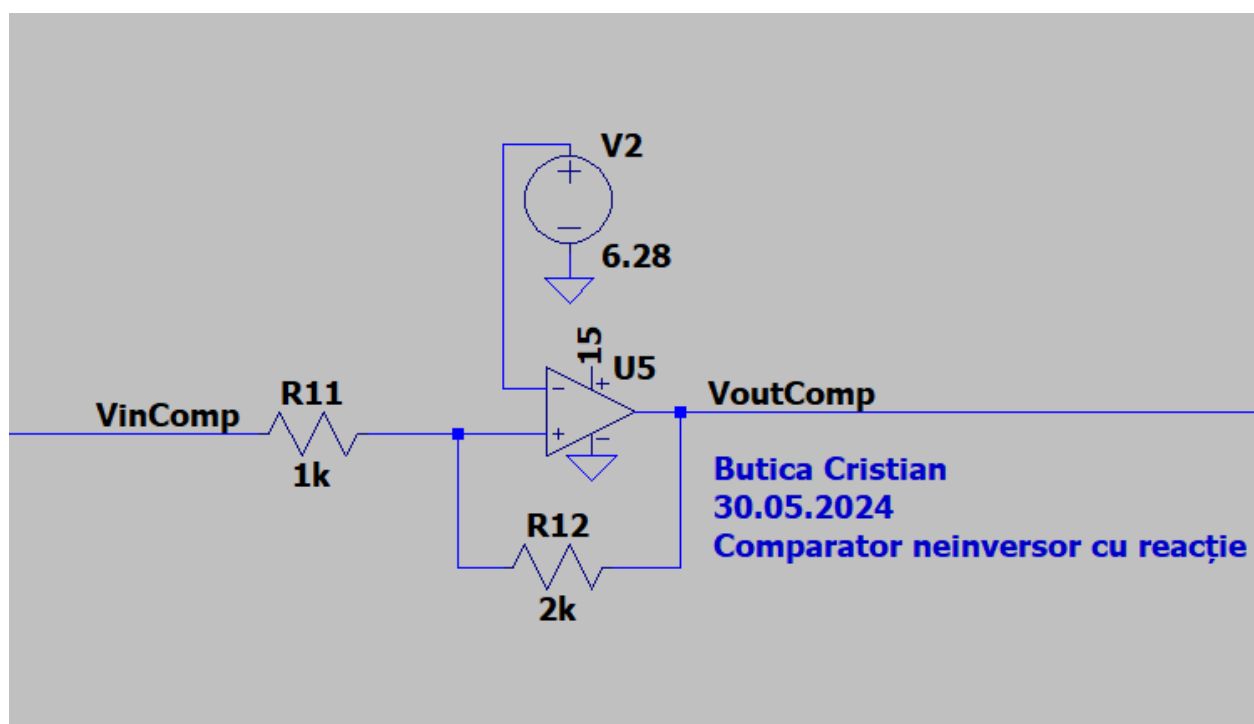 V2
6.28
15
U5
R11
VinComp
VoutComp
1k
R12
2k
Butica Cristian
30.05.2024
Comparator neinversor cu reacție